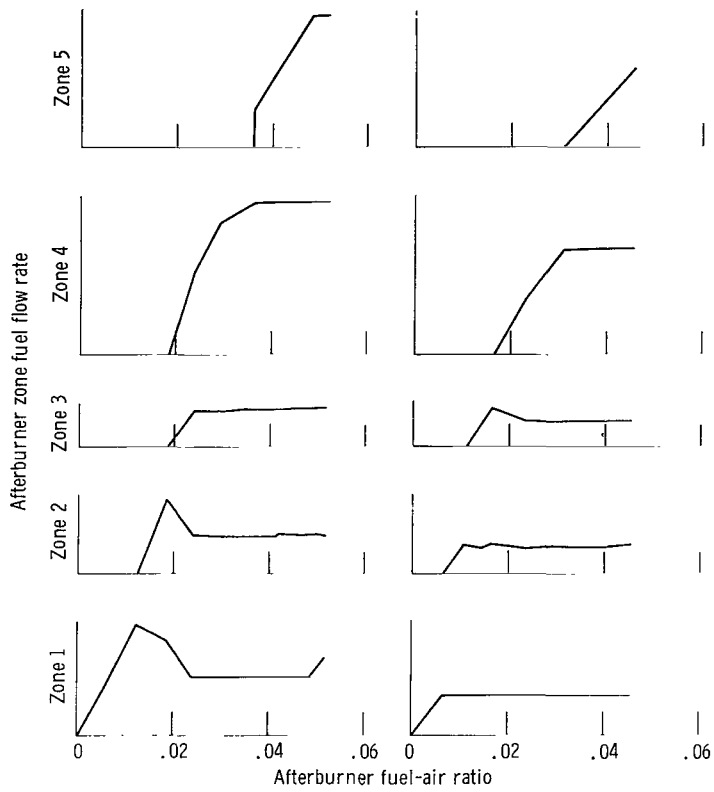 Zone 5
Zone 4
Zone 3
Zone 2
Zone 1
Afterburner zone fuel flow rate
0 .02 .04 .06 0 .02 .04 .06
Afterburner fuel-air ratio